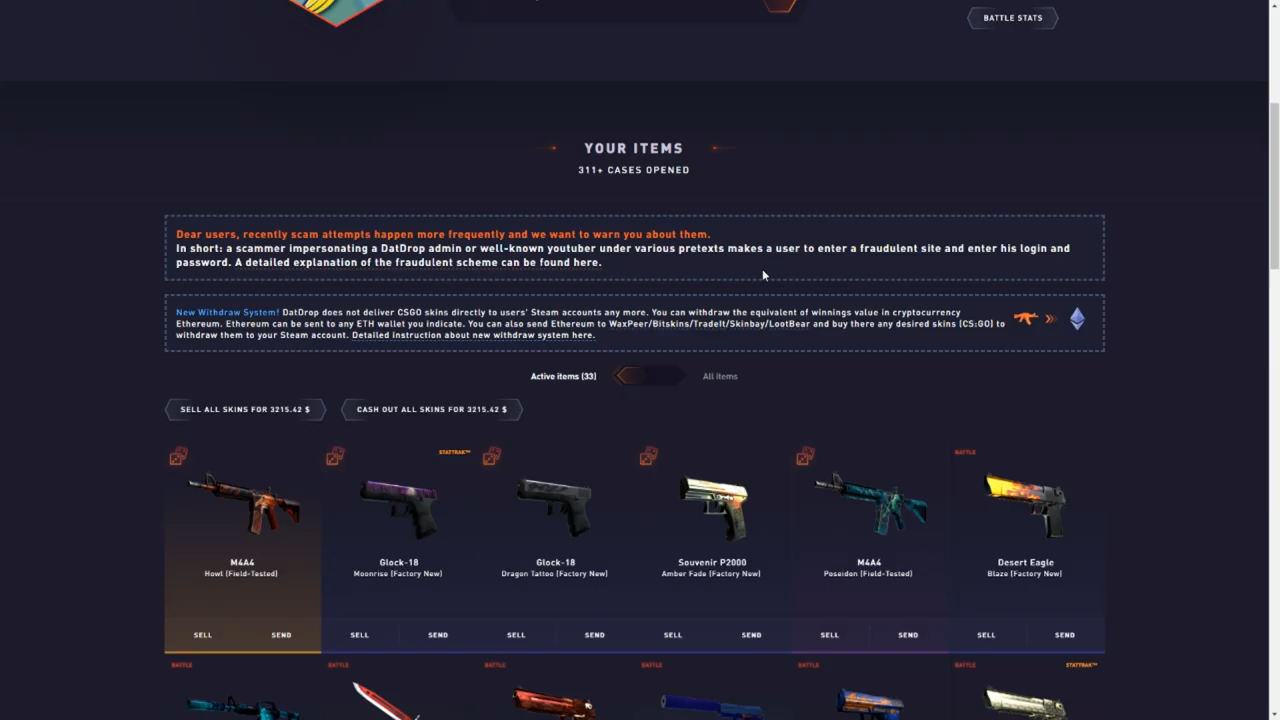 BATTLE STATS
YOUR ITEMS
311+ CASES OPENED
Dear users, recently scam attempts happen more frequently and we want to warn you about them.
In short: a scammer impersonating a DatDrop admin or well-known youtuber under various pretexts makes a user to enter a fraudulent site and enter his login and
password. A detailed explanation of the fraudulent scheme can be found here.
New Withdraw System! DatDrop does not deliver CSGO skins directly to users' Steam accounts any more. You can withdraw the equivalent of winnings value in cryptocurrency
Ethereum. Ethereum can be sent to any ETH wallet you indicate. You can also send Ethereum to WaxPeer/Bitskins/TradeIt/Skinbay/LootBear and buy there any desired skins (CS:GO) to
withdraw them to your Steam account. Detailed instruction about new withdraw system here.
Active items (33) All items
SELL ALL SKINS FOR 3215.42 $ CASH OUT ALL SKINS FOR 3215.42 $
STATTRAK™ BATTLE
M4A4 Glock-18 Glock-18 Souvenir P2000 M4A4 Desert Eagle
Howl (Field-Tested) Moonrise (Factory New) Dragon Tattoo (Factory New) Amber Fade (Factory New) Poseidon (Field-Tested) Blaze (Factory New)
SELL SEND SELL SEND SELL SEND SELL SEND SELL SEND SELL SEND
BATTLE BATTLE BATTLE BATTLE BATTLE BATTLE STATTRAK™